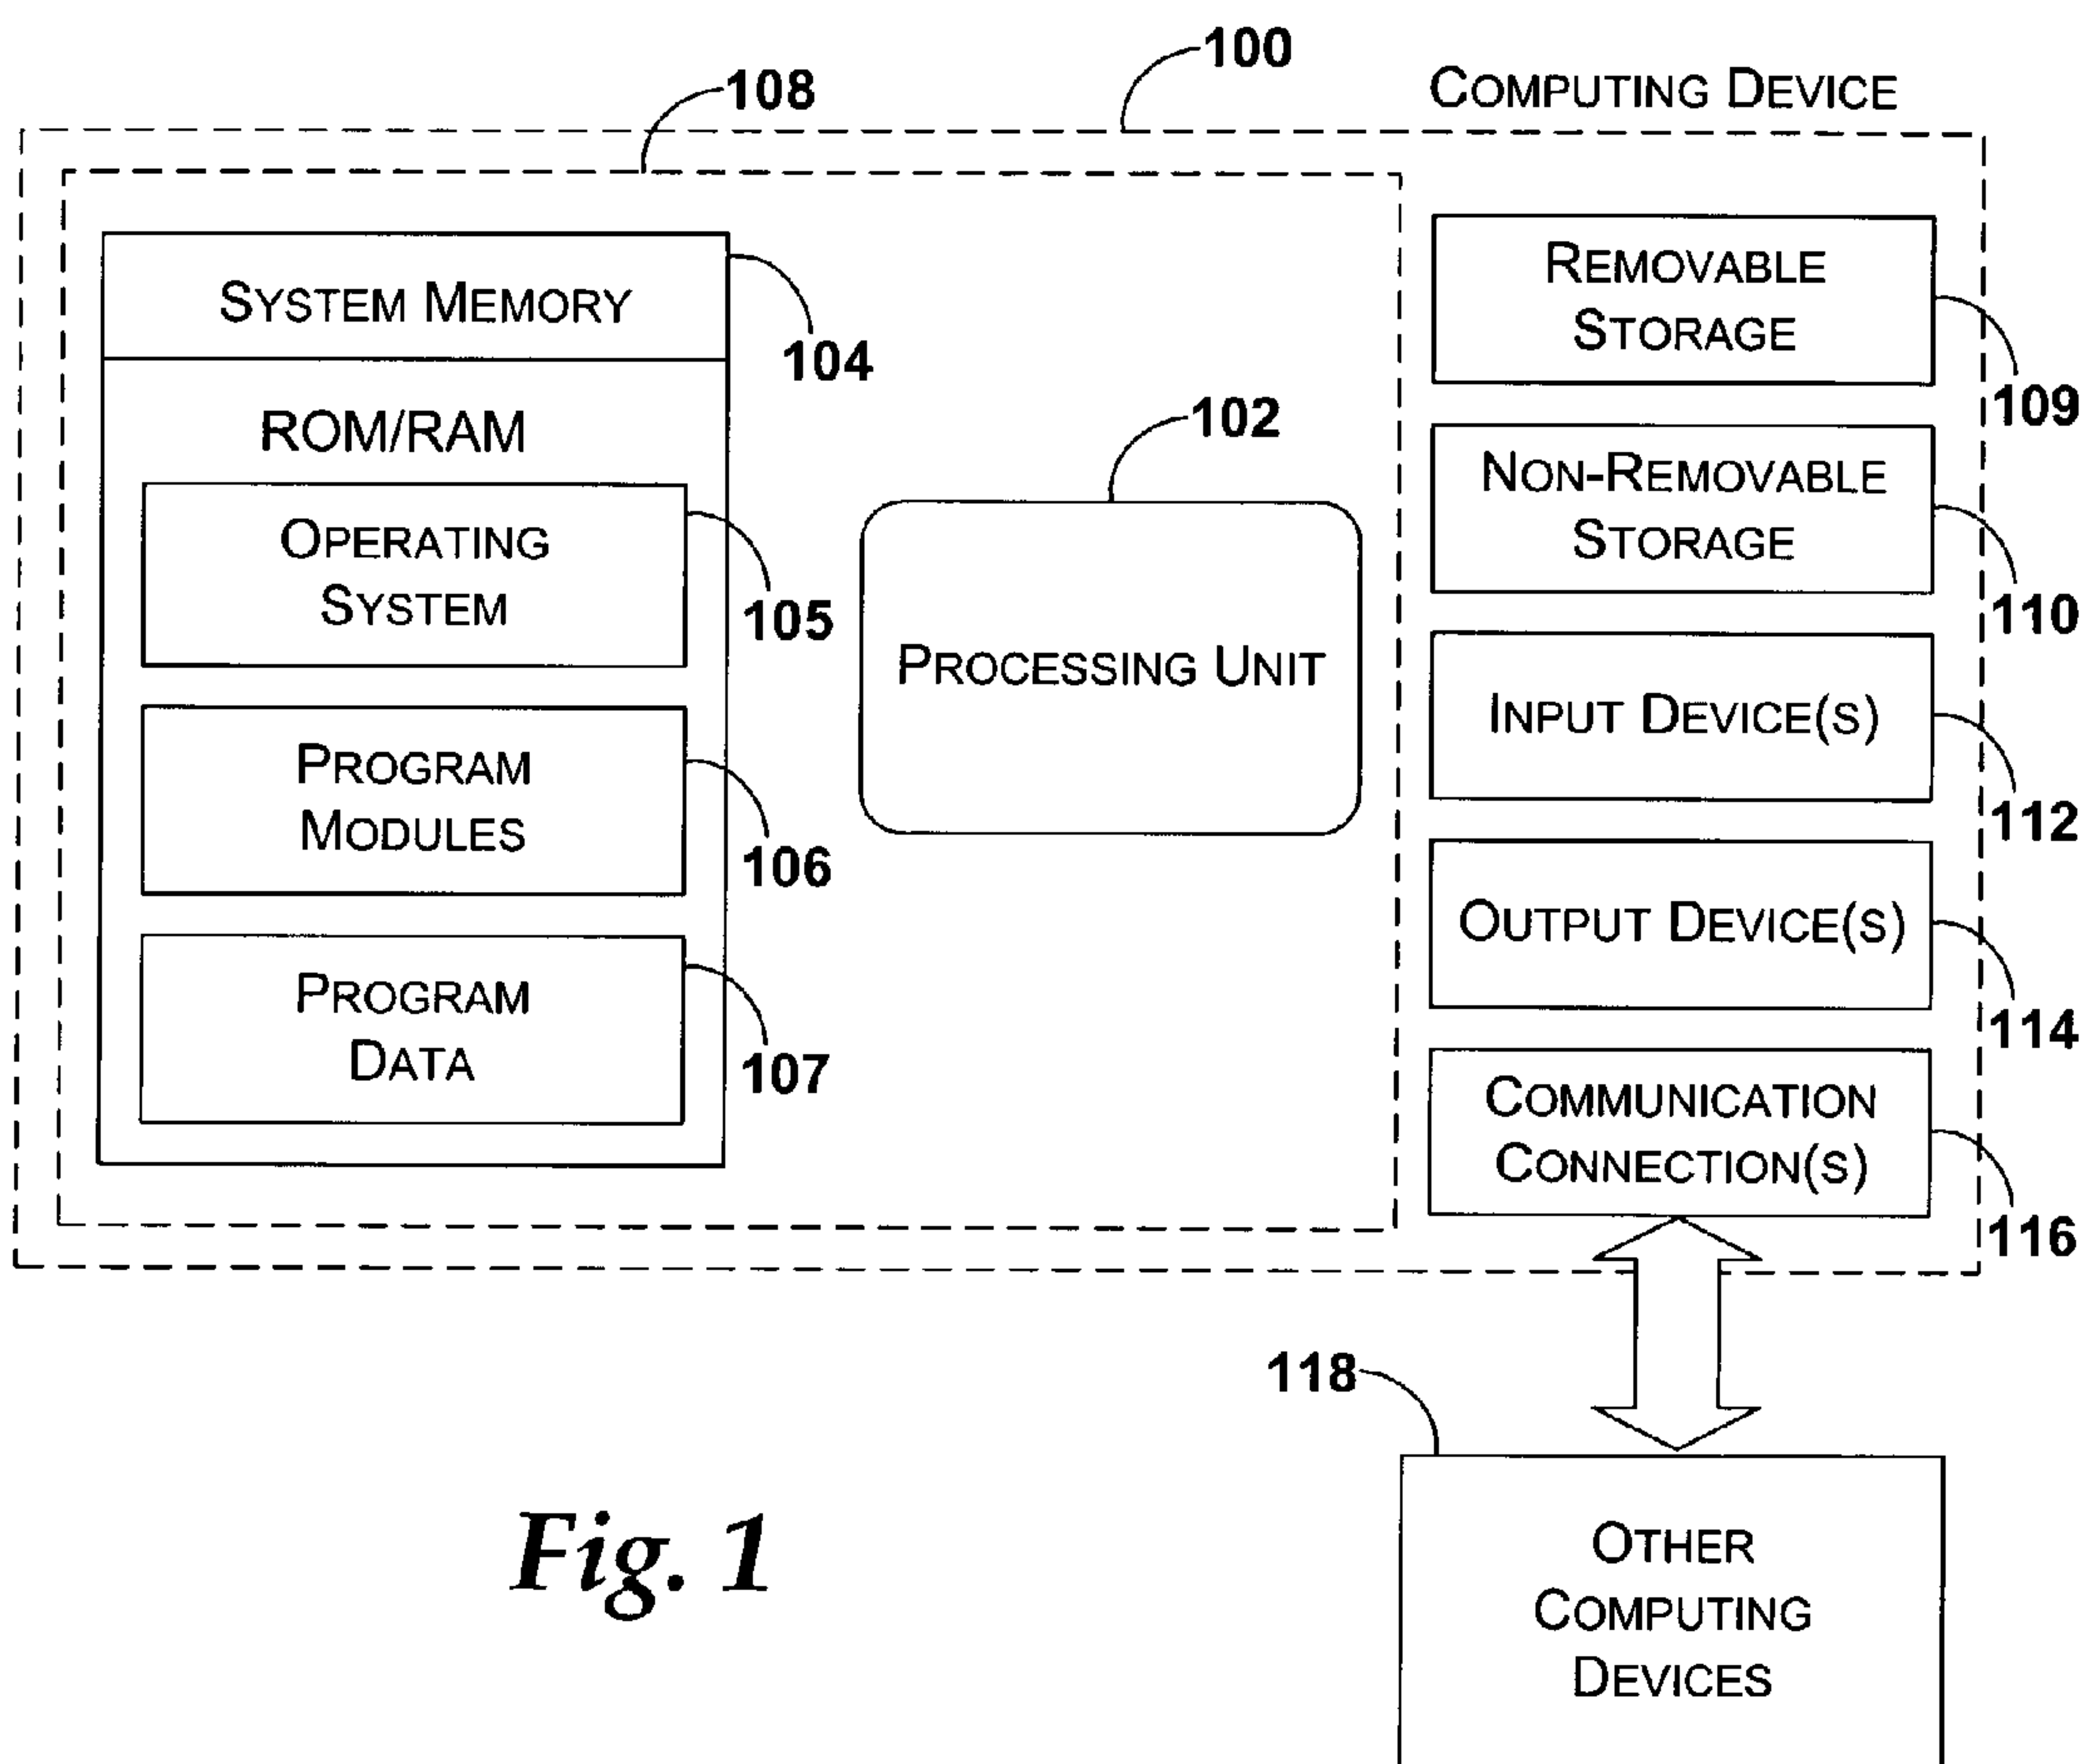 100
COMPUTING DEVICE
108
SYSTEM MEMORY
104
ROM/RAM
OPERATING
SYSTEM
105
PROGRAM
MODULES
106
PROGRAM
DATA
107
102
PROCESSING UNIT
REMOVABLE
STORAGE
109
NON-REMOVABLE
STORAGE
110
INPUT DEVICE(S)
112
OUTPUT DEVICE(S)
114
COMMUNICATION
CONNECTION(S)
116
118
OTHER
COMPUTING
DEVICES
Fig. 1